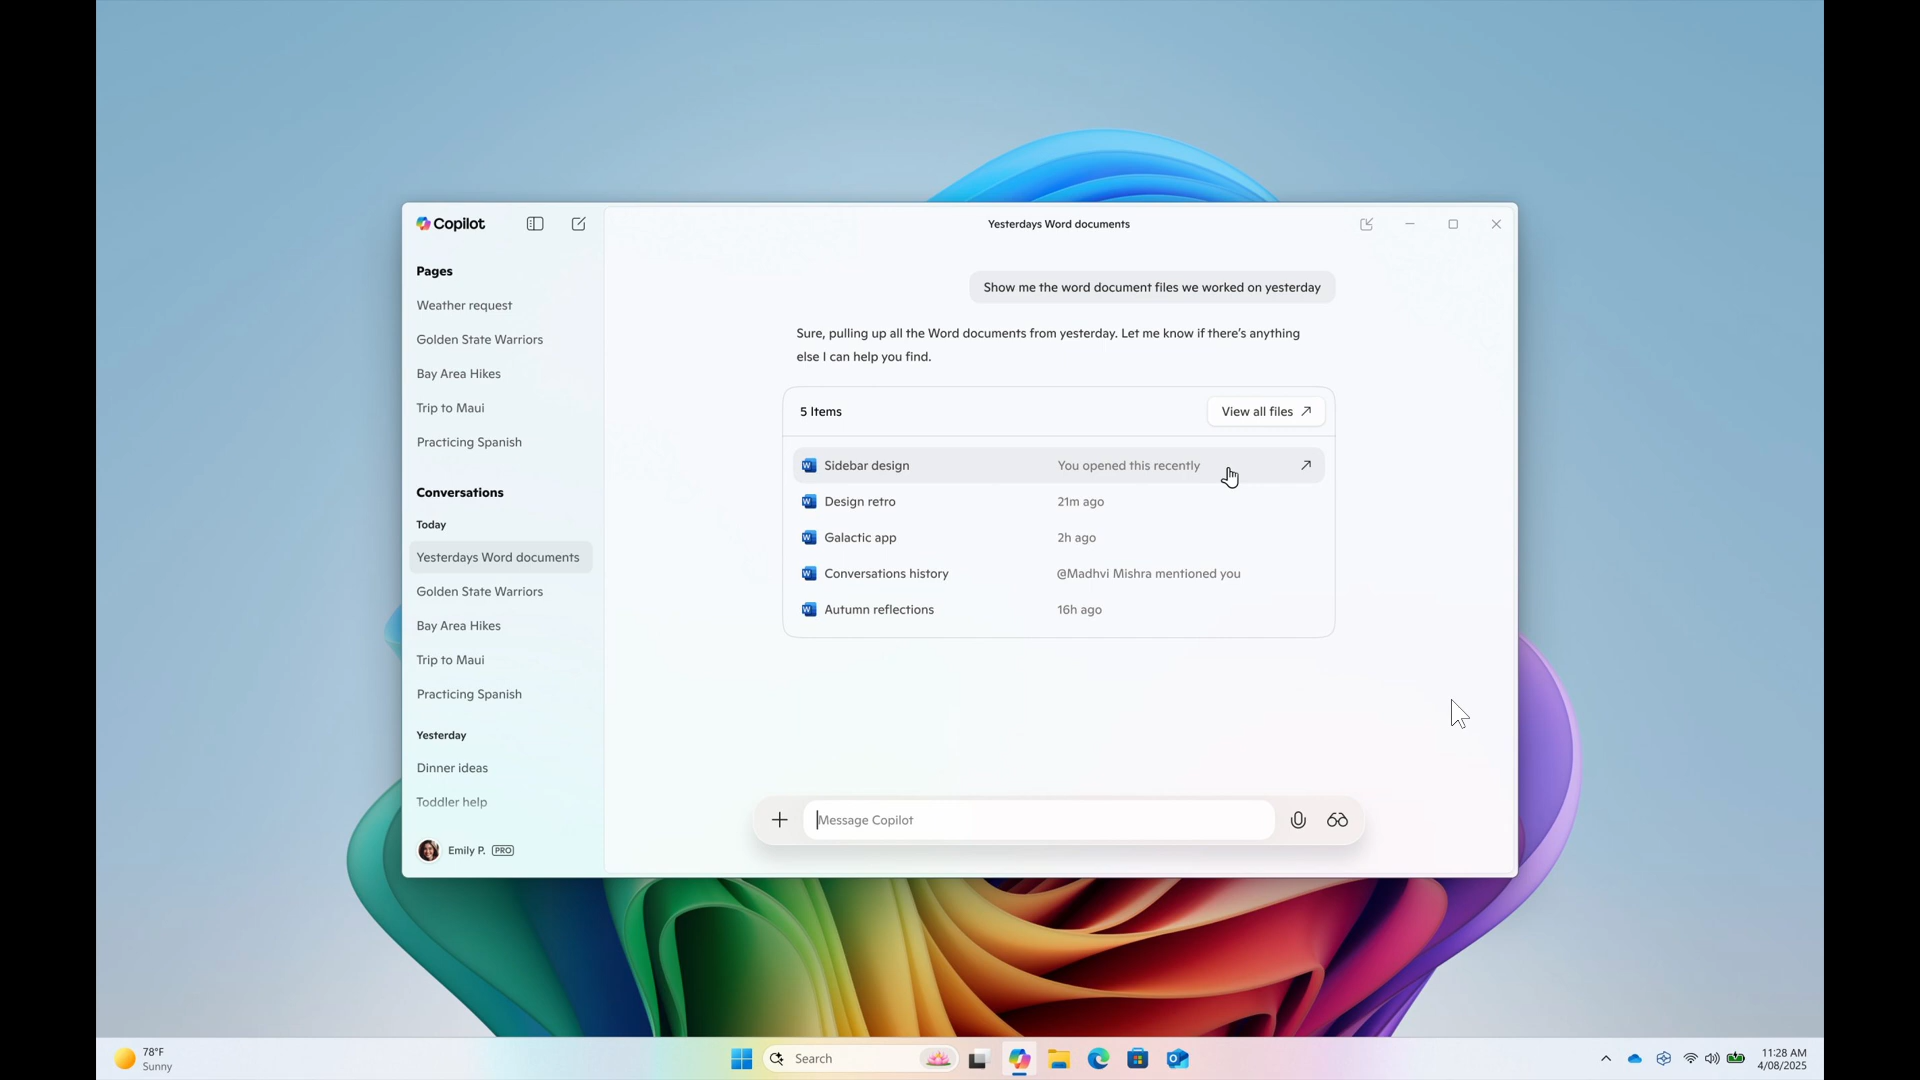 Copilot
Yesterdays Word documents
Pages
Weather request
Golden State Warriors
Bay Area Hikes
Trip to Maui
Practicing Spanish
Conversations
Today
Yesterdays Word documents
Golden State Warriors
Bay Area Hikes
Trip to Maui
Practicing Spanish
Yesterday
Dinner ideas
Toddler help
Emily P. PRO
Show me the word document files we worked on yesterday
Sure, pulling up all the Word documents from yesterday. Let me know if there's anything
else I can help you find.
5 Items
View all files
Sidebar design You opened this recently
Design retro 21m ago
Galactic app 2h ago
Conversations history @Madhvi Mishra mentioned you
Autumn reflections 16h ago
Message Copilot
78°F
Sunny
Search
11:28 AM
4/08/2025